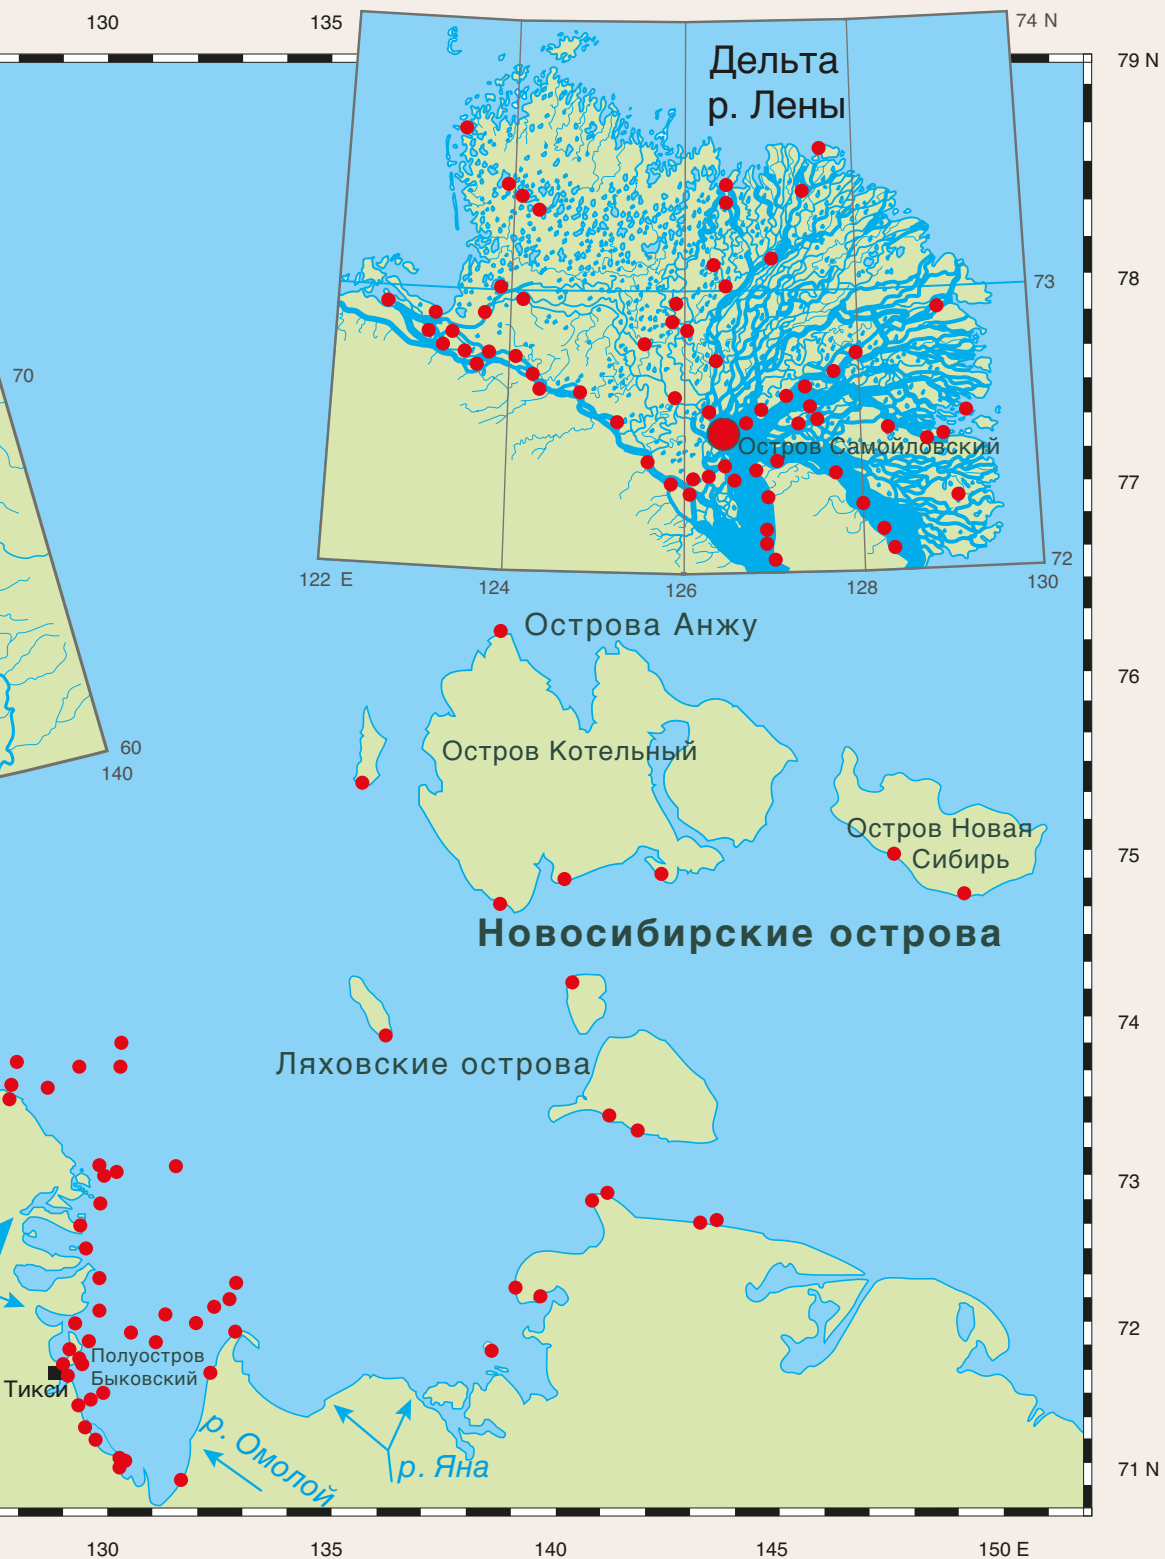 130
135
74 N
79 N
Дельта
р. Лены
73
78
70
Остров Самойловский
77
72
122 E
124
126
128
130
Острова Анжу
76
Остров Котельный
60
140
Остров Новая
Сибирь
75
Новосибирские острова
74
Ляховские острова
73
72
Полуостров
Быковский
Тикси
р. Омолой
р. Яна
71 N
130
135
140
145
150 E